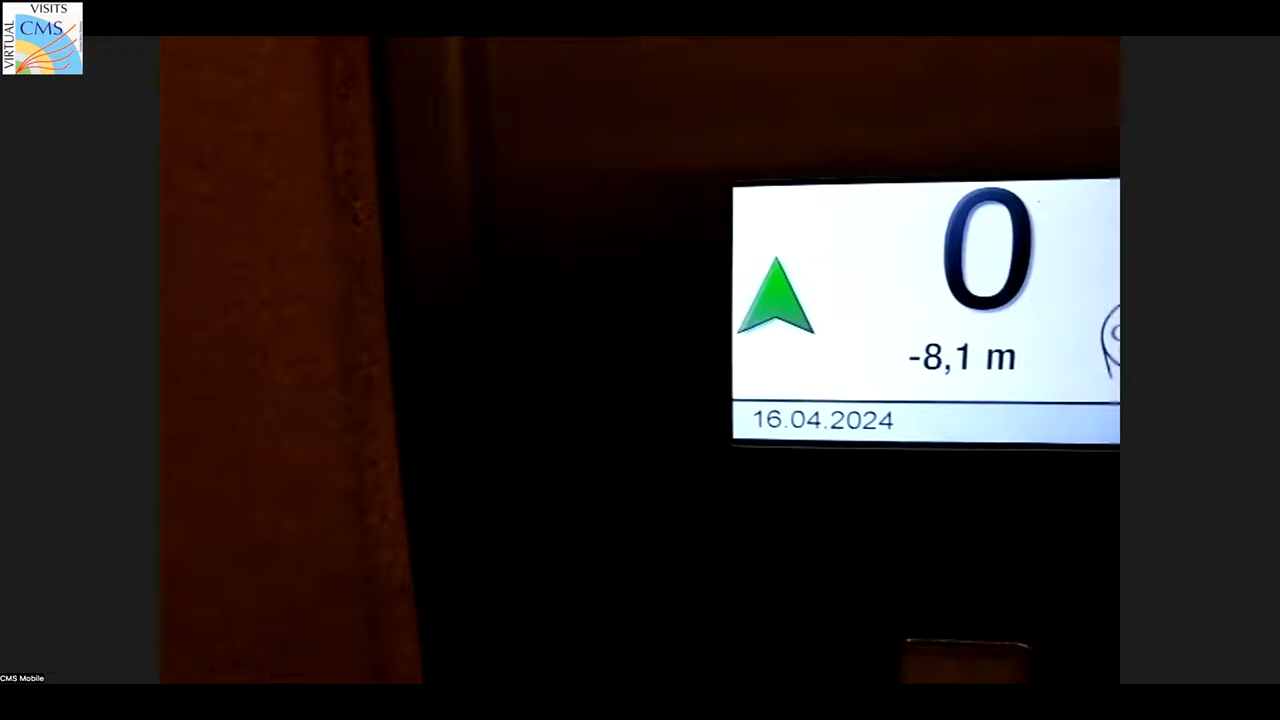 VISITS
VIRTUAL
CMS
0
-8,1 m
16.04.2024
CMS Mobile